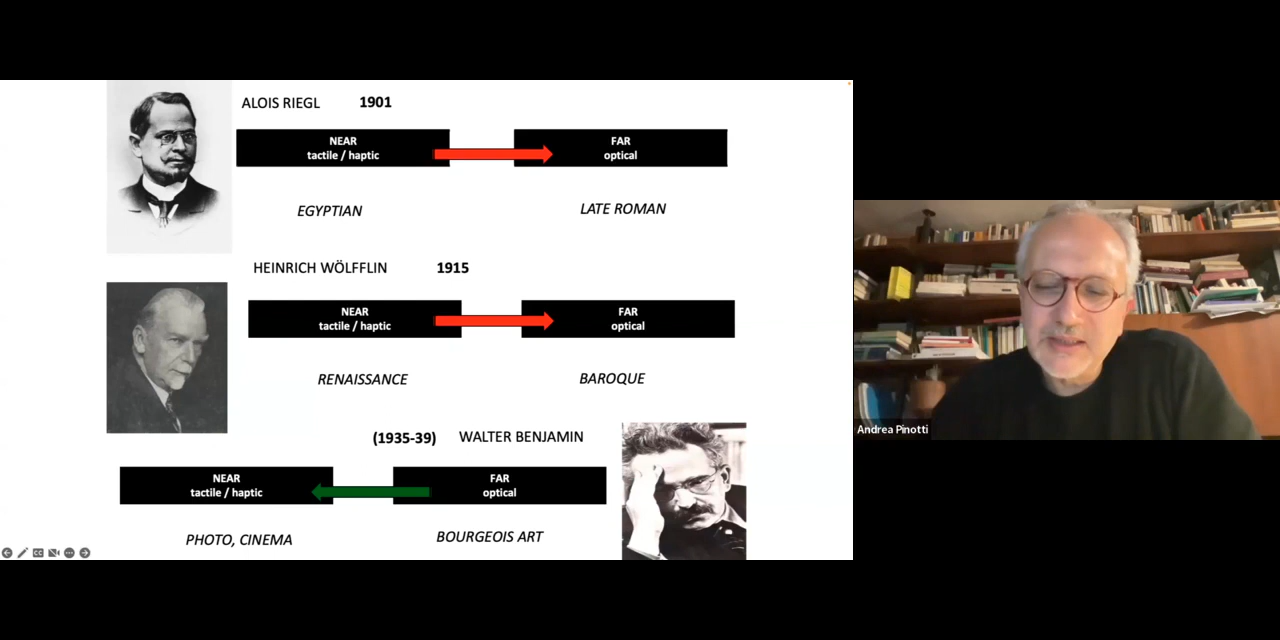 ALOIS RIEGL 1901
NEAR
tactile / haptic
FAR
optical
EGYPTIAN
LATE ROMAN
HEINRICH WÖLFFLIN 1915
NEAR
tactile / haptic
FAR
optical
RENAISSANCE
BAROQUE
(1935-39) WALTER BENJAMIN
NEAR
tactile / haptic
FAR
optical
PHOTO, CINEMA
BOURGEOIS ART
Andrea Pinotti